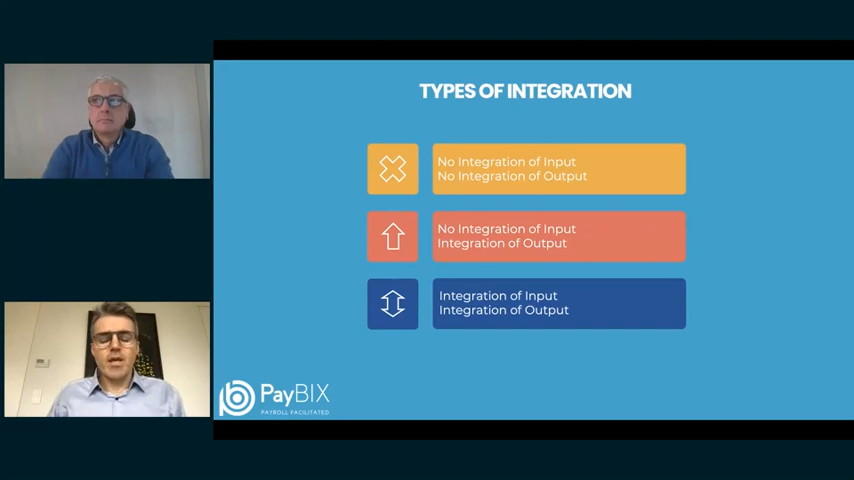 TYPES OF INTEGRATION
No Integration of Input
No Integration of Output
No Integration of Input
Integration of Output
Integration of Input
Integration of Output
PayBIX
PAYROLL FACILITATED